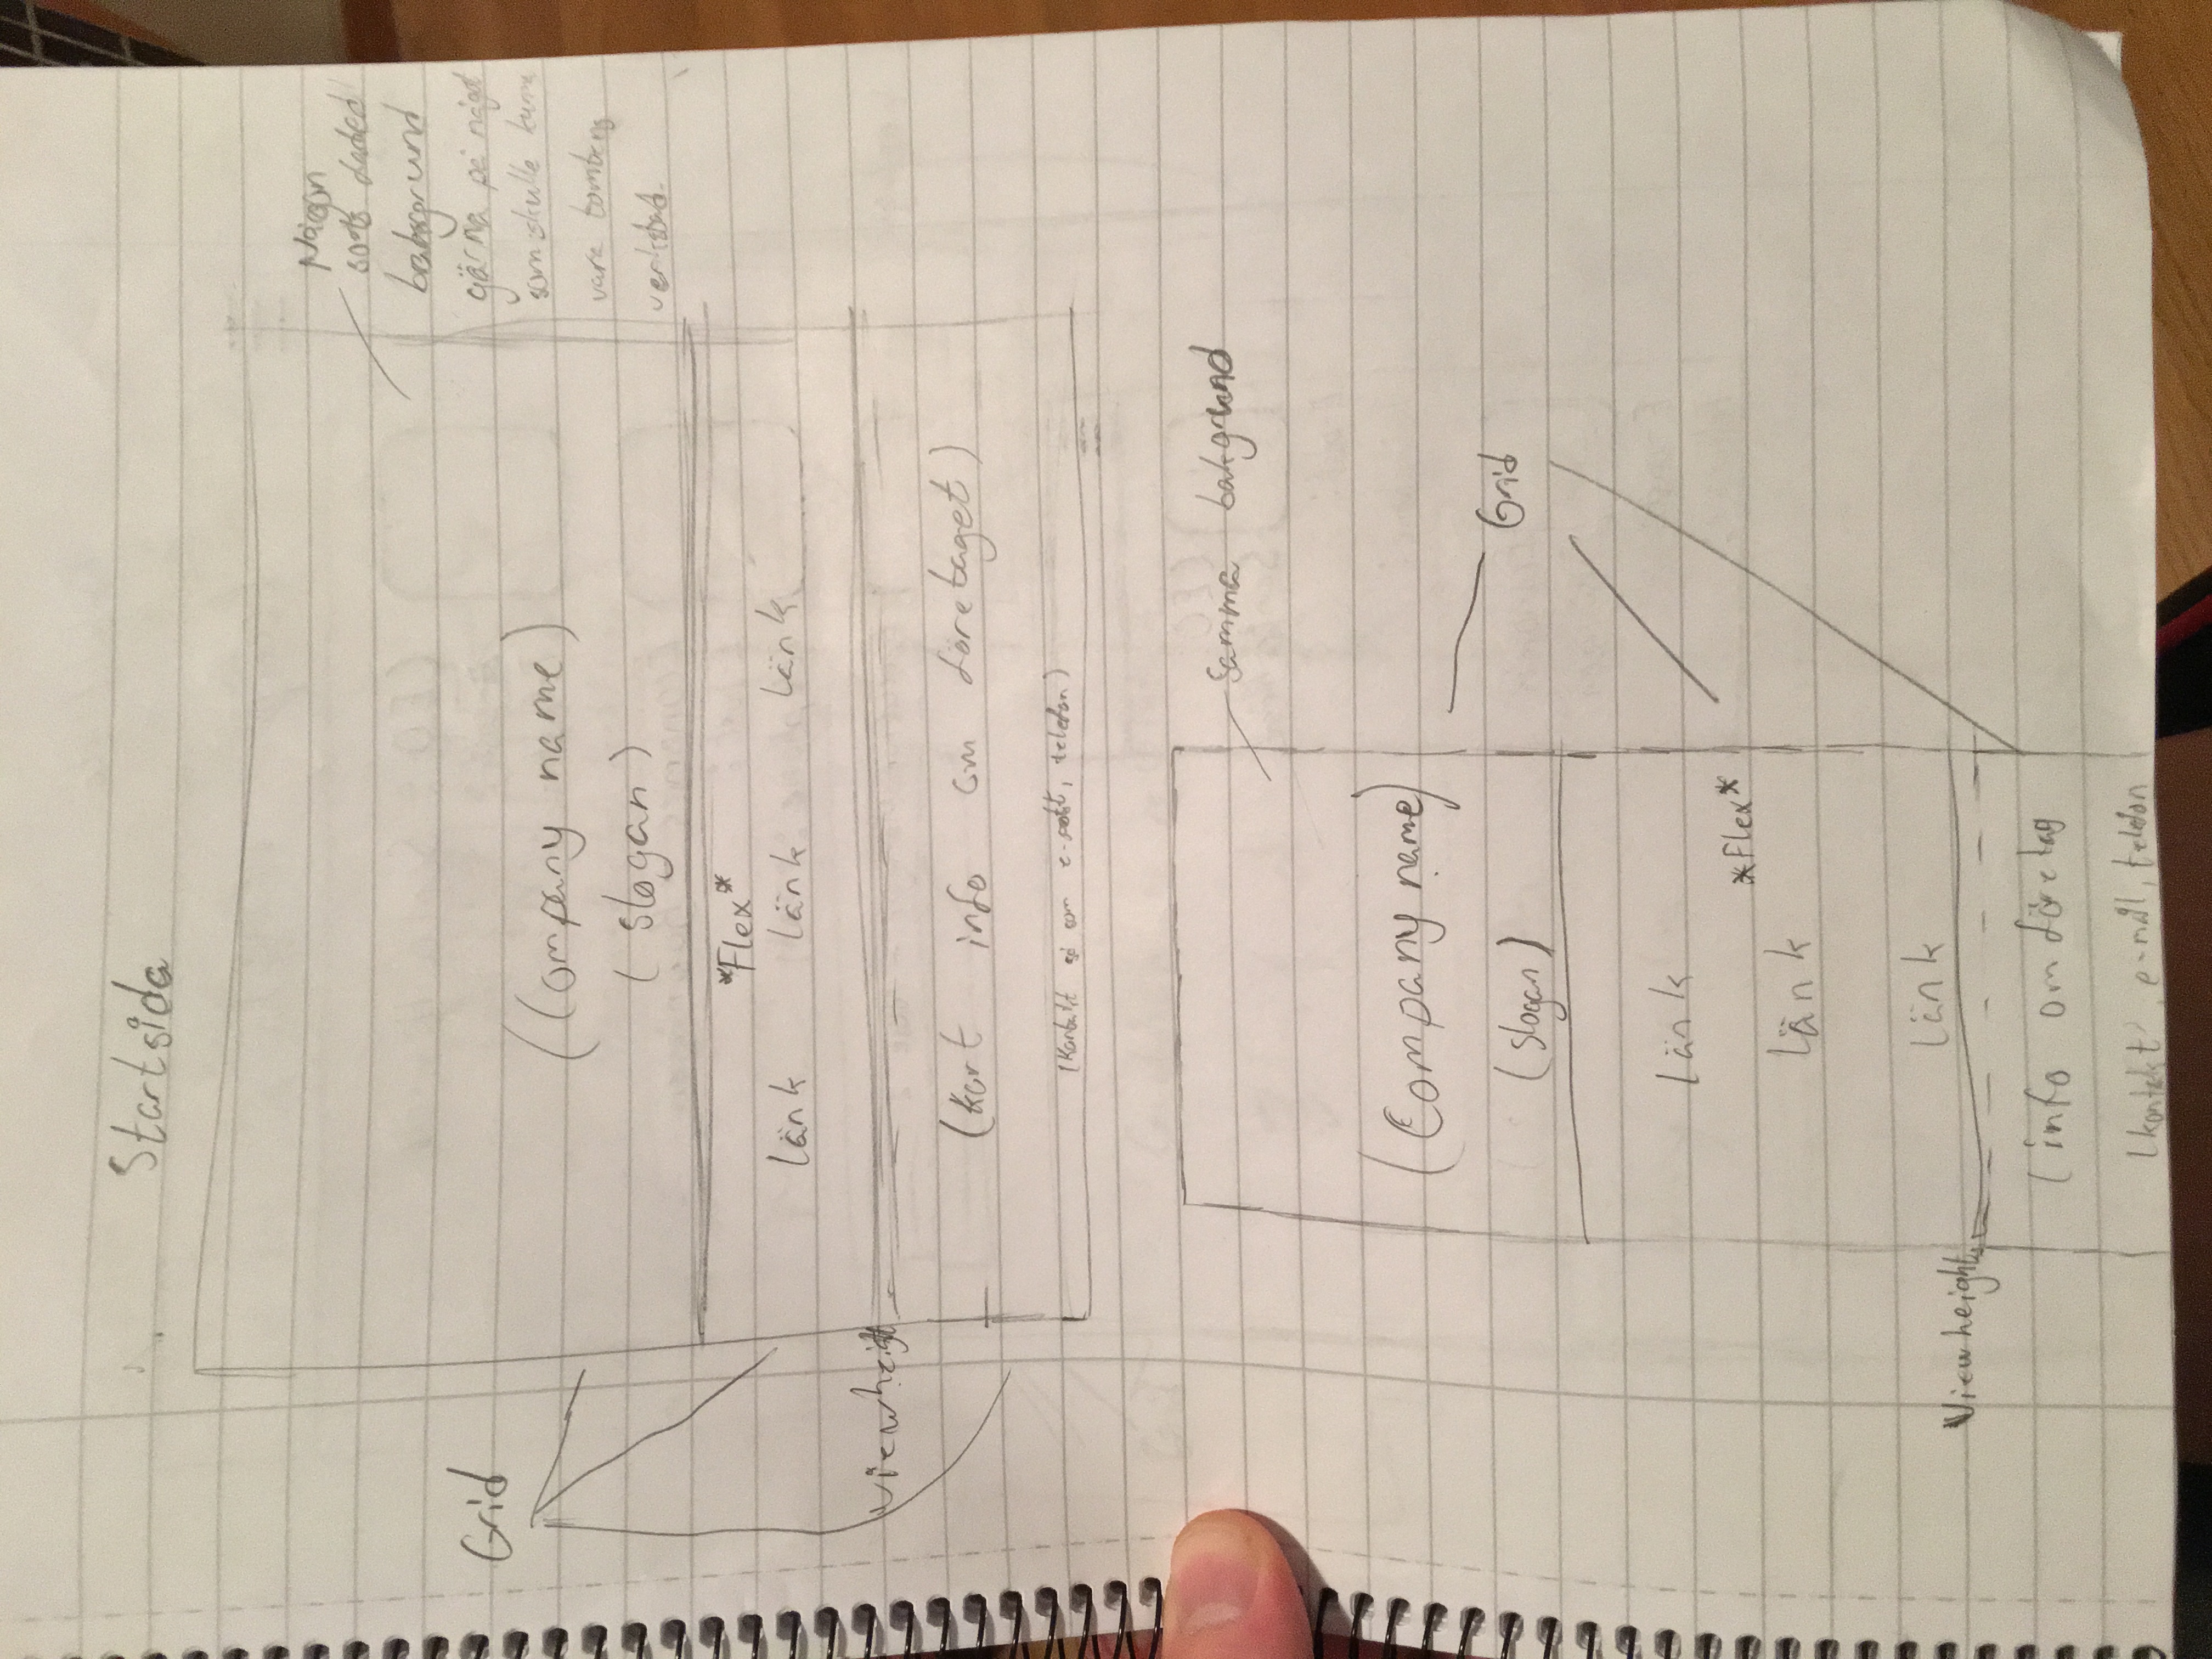 Startsida
Någon
sorts faded
bakgrund
gärna på något
som skulle kunna
vara tomtens
verkstad.
Grid
(Company name)
(slogan)
*Flex*
länk länk länk
viewheight
(Kort info om företaget)
(Kontakt så som e-post, telefon)
samma bakgrund
(Company name)
Grid
(slogan)
länk
*Flex*
länk
länk
Viewheight
(info om företag
(kontakt, e-mail, telefon